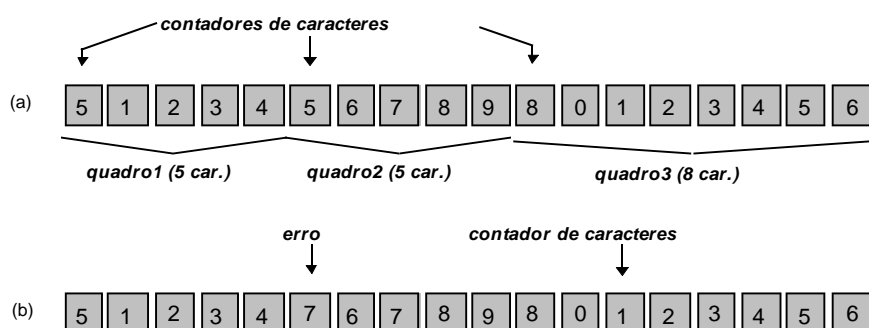 contadores de caracteres
(a) 5 1 2 3 4 5 6 7 8 9 8 0 1 2 3 4 5 6
quadro1 (5 car.) quadro2 (5 car.) quadro3 (8 car.)
erro contador de caracteres
(b) 5 1 2 3 4 7 6 7 8 9 8 0 1 2 3 4 5 6